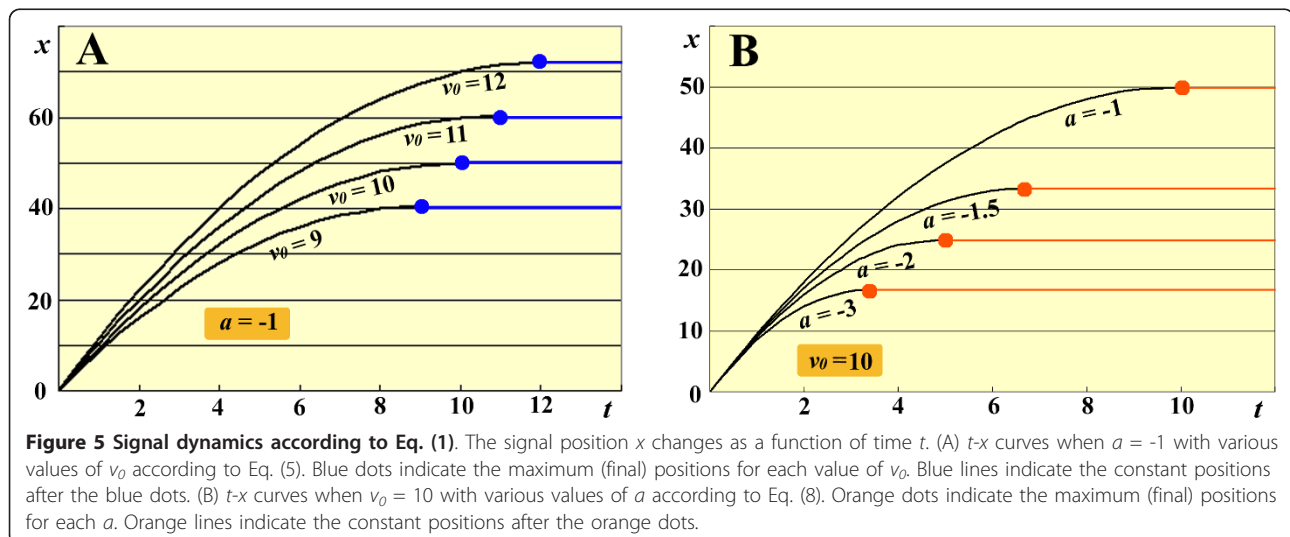 A
x
60
40
20
0
v0 = 12
v0 = 11
v0 = 10
v0 = 9
a = -1
2 4 6 8 10 12 t
B
x
50
40
30
20
10
0
a = -1
a = -1.5
a = -2
a = -3
v0 = 10
2 4 6 8 10 t
Figure 5 Signal dynamics according to Eq. (1). The signal position x changes as a function of time t. (A) t-x curves when a = -1 with various
values of v0 according to Eq. (5). Blue dots indicate the maximum (final) positions for each value of v0. Blue lines indicate the constant positions
after the blue dots. (B) t-x curves when v0 = 10 with various values of a according to Eq. (8). Orange dots indicate the maximum (final) positions
for each a. Orange lines indicate the constant positions after the orange dots.